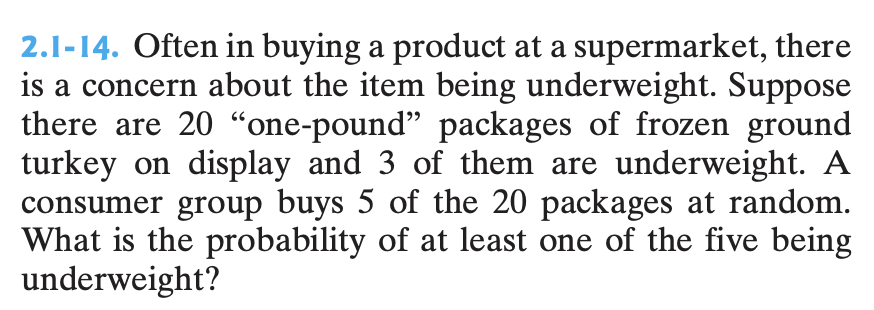 2.1-14. Often in buying a product at a supermarket, there
is a concern about the item being underweight. Suppose
there are 20 “one-pound” packages of frozen ground
turkey on display and 3 of them are underweight. A
consumer group buys 5 of the 20 packages at random.
What is the probability of at least one of the five being
underweight?